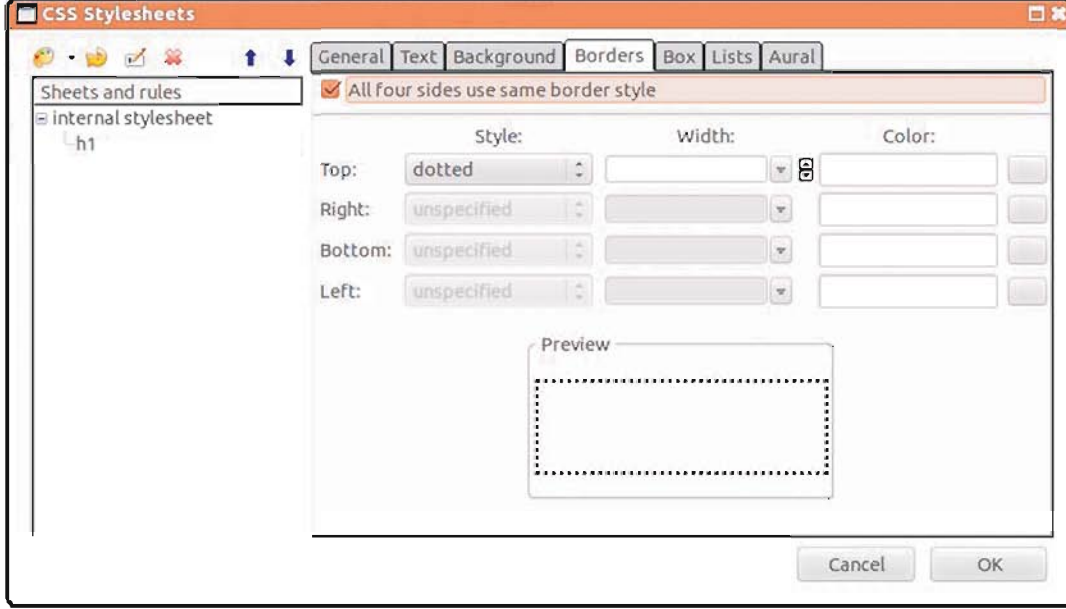 CSS Stylesheets
General Text Background Borders Box Lists Aural
Sheets and rules
internal stylesheet
h1
All four sides use same border style
Style: Width: Color:
Top: dotted
Right: unspecified
Bottom: unspecified
Left: unspecified
Preview
Cancel OK